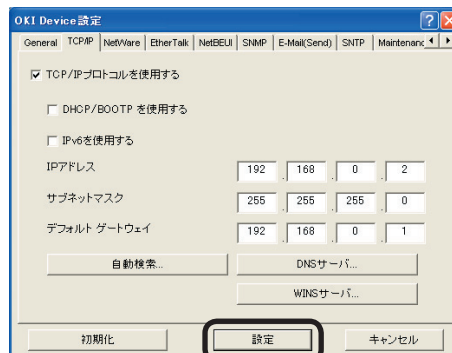 OKI Device設定
General TCP/IP NetWare EtherTalk NetBEUI SNMP E-Mail(Send) SNTP Maintenanc
TCP/IPプロトコルを使用する
DHCP/BOOTP を使用する
IPv6を使用する
IPアドレス 192 . 168 . 0 . 2
サブネットマスク 255 . 255 . 255 . 0
デフォルト ゲートウェイ 192 . 168 . 0 . 1
自動検索... DNSサーバ...
WINSサーバ...
初期化 設定 キャンセル